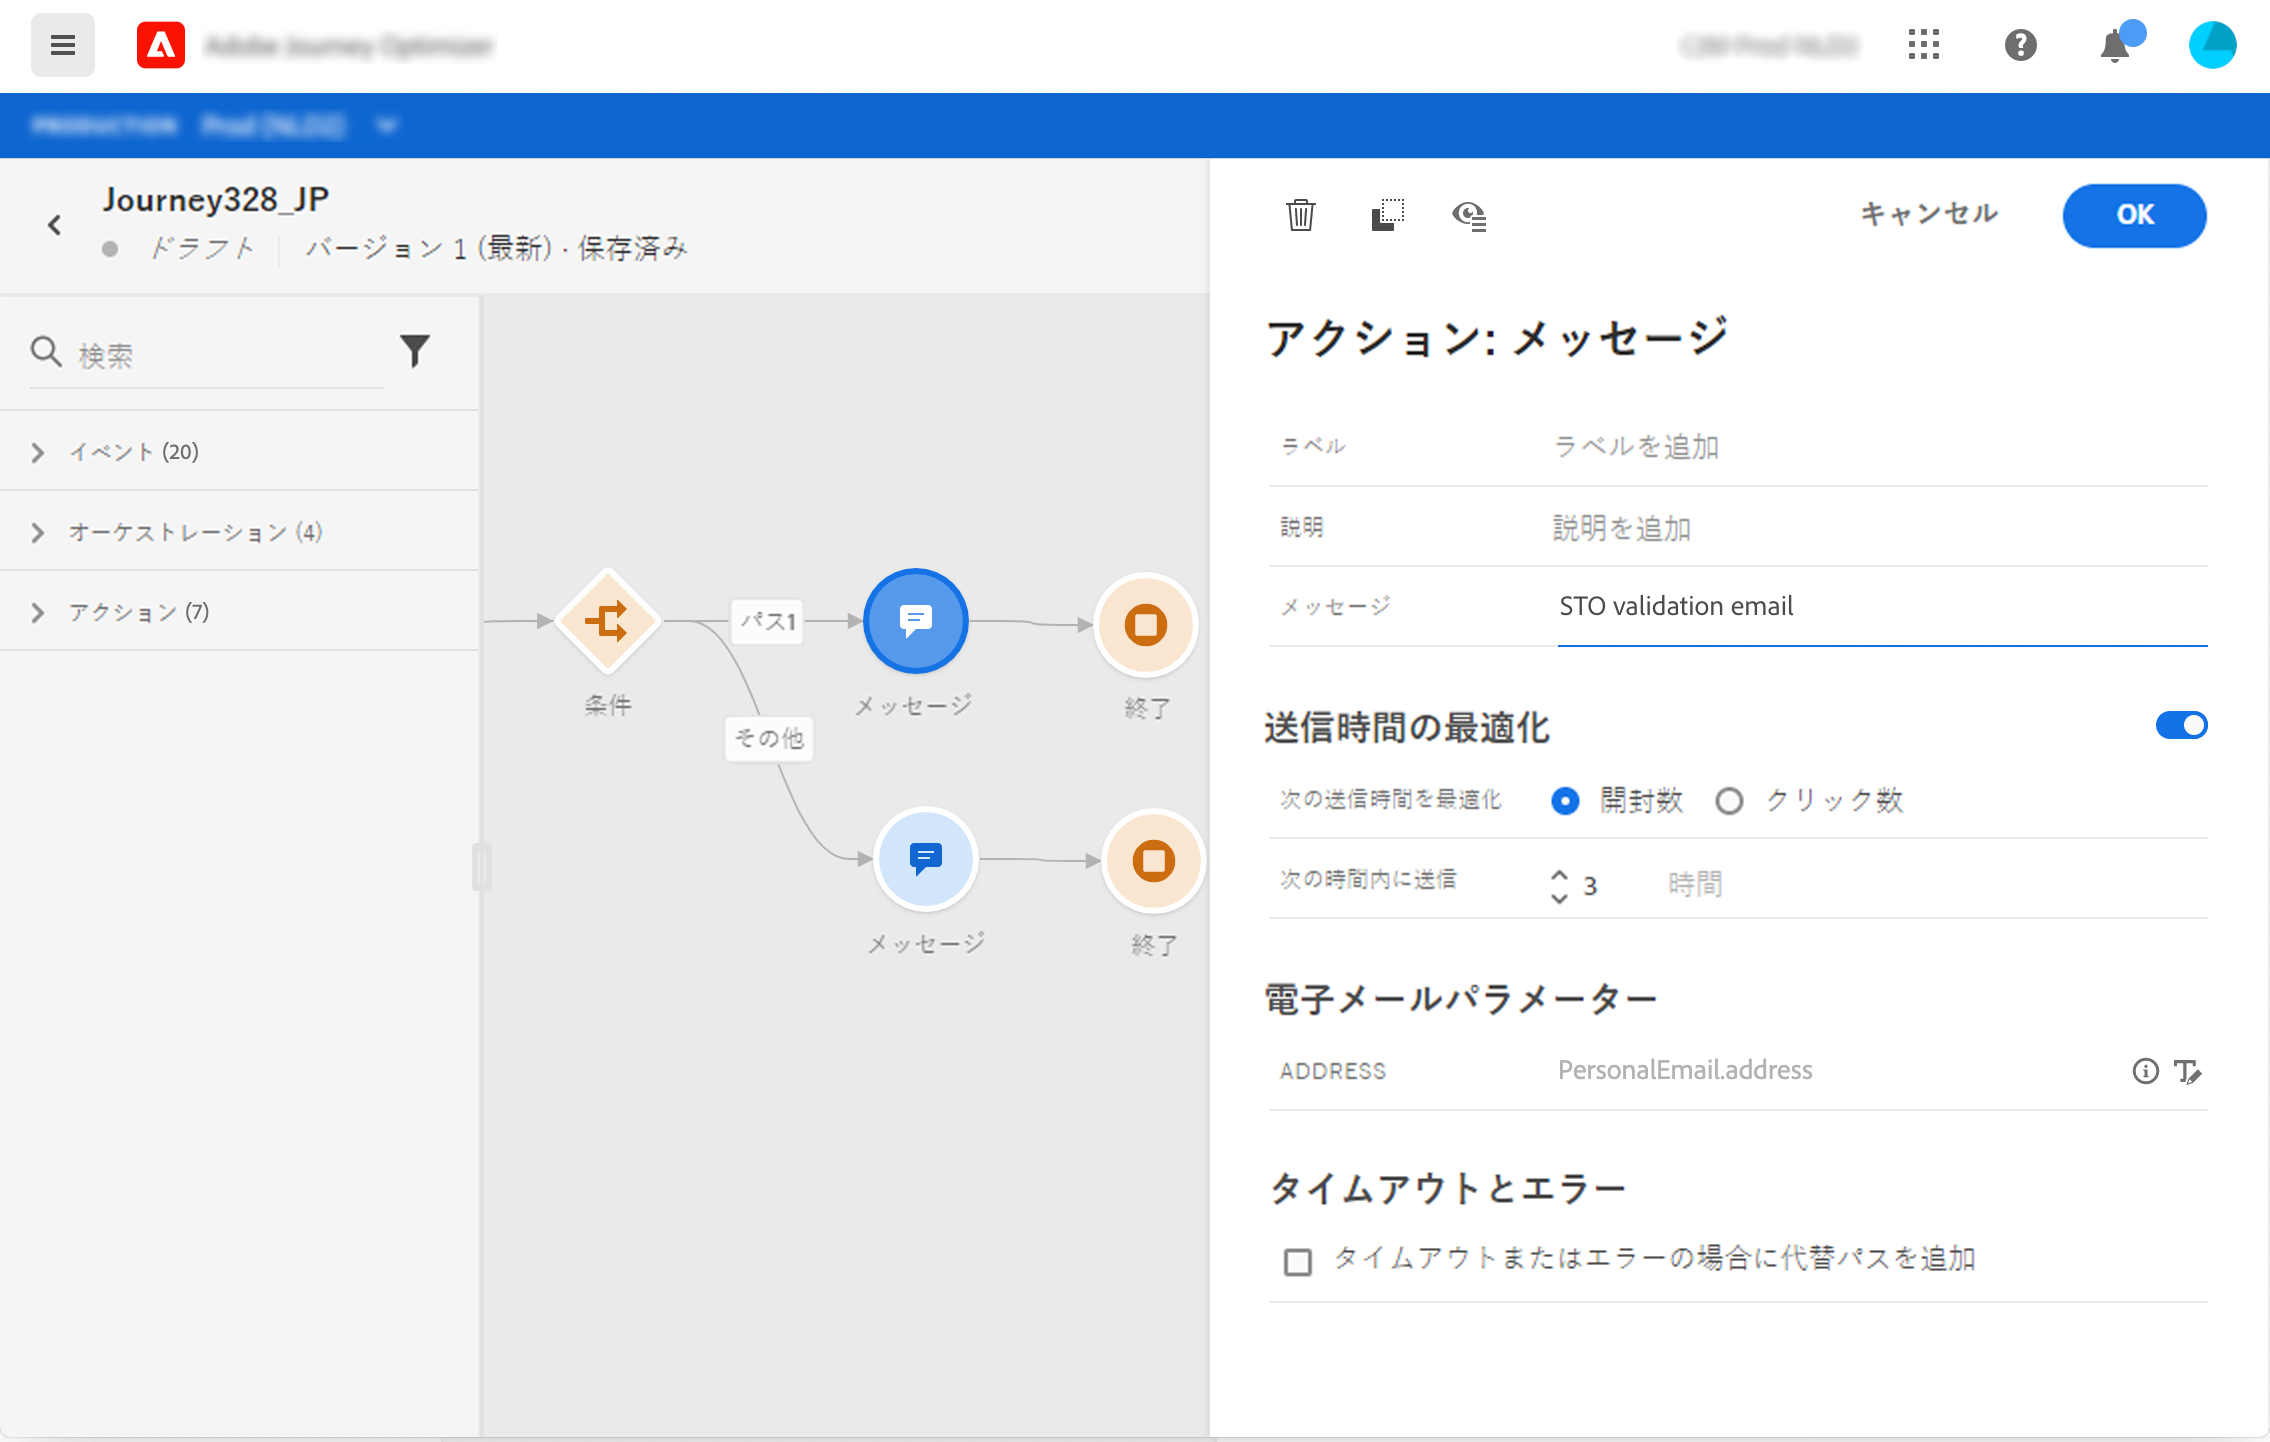 Adobe Journey Optimizer
PRODUCTION Prod (NLD2)
Journey328_JP
ドラフト バージョン 1 (最新) · 保存済み
検索
イベント (20)
オーケストレーション (4)
アクション (7)
条件
パス1
メッセージ
終了
その他
メッセージ
終了
キャンセル
OK
アクション: メッセージ
ラベル ラベルを追加
説明 説明を追加
メッセージ STO validation email
送信時間の最適化
次の送信時間を最適化 開封数 クリック数
次の時間内に送信 3 時間
電子メールパラメーター
ADDRESS PersonalEmail.address
タイムアウトとエラー
タイムアウトまたはエラーの場合に代替パスを追加